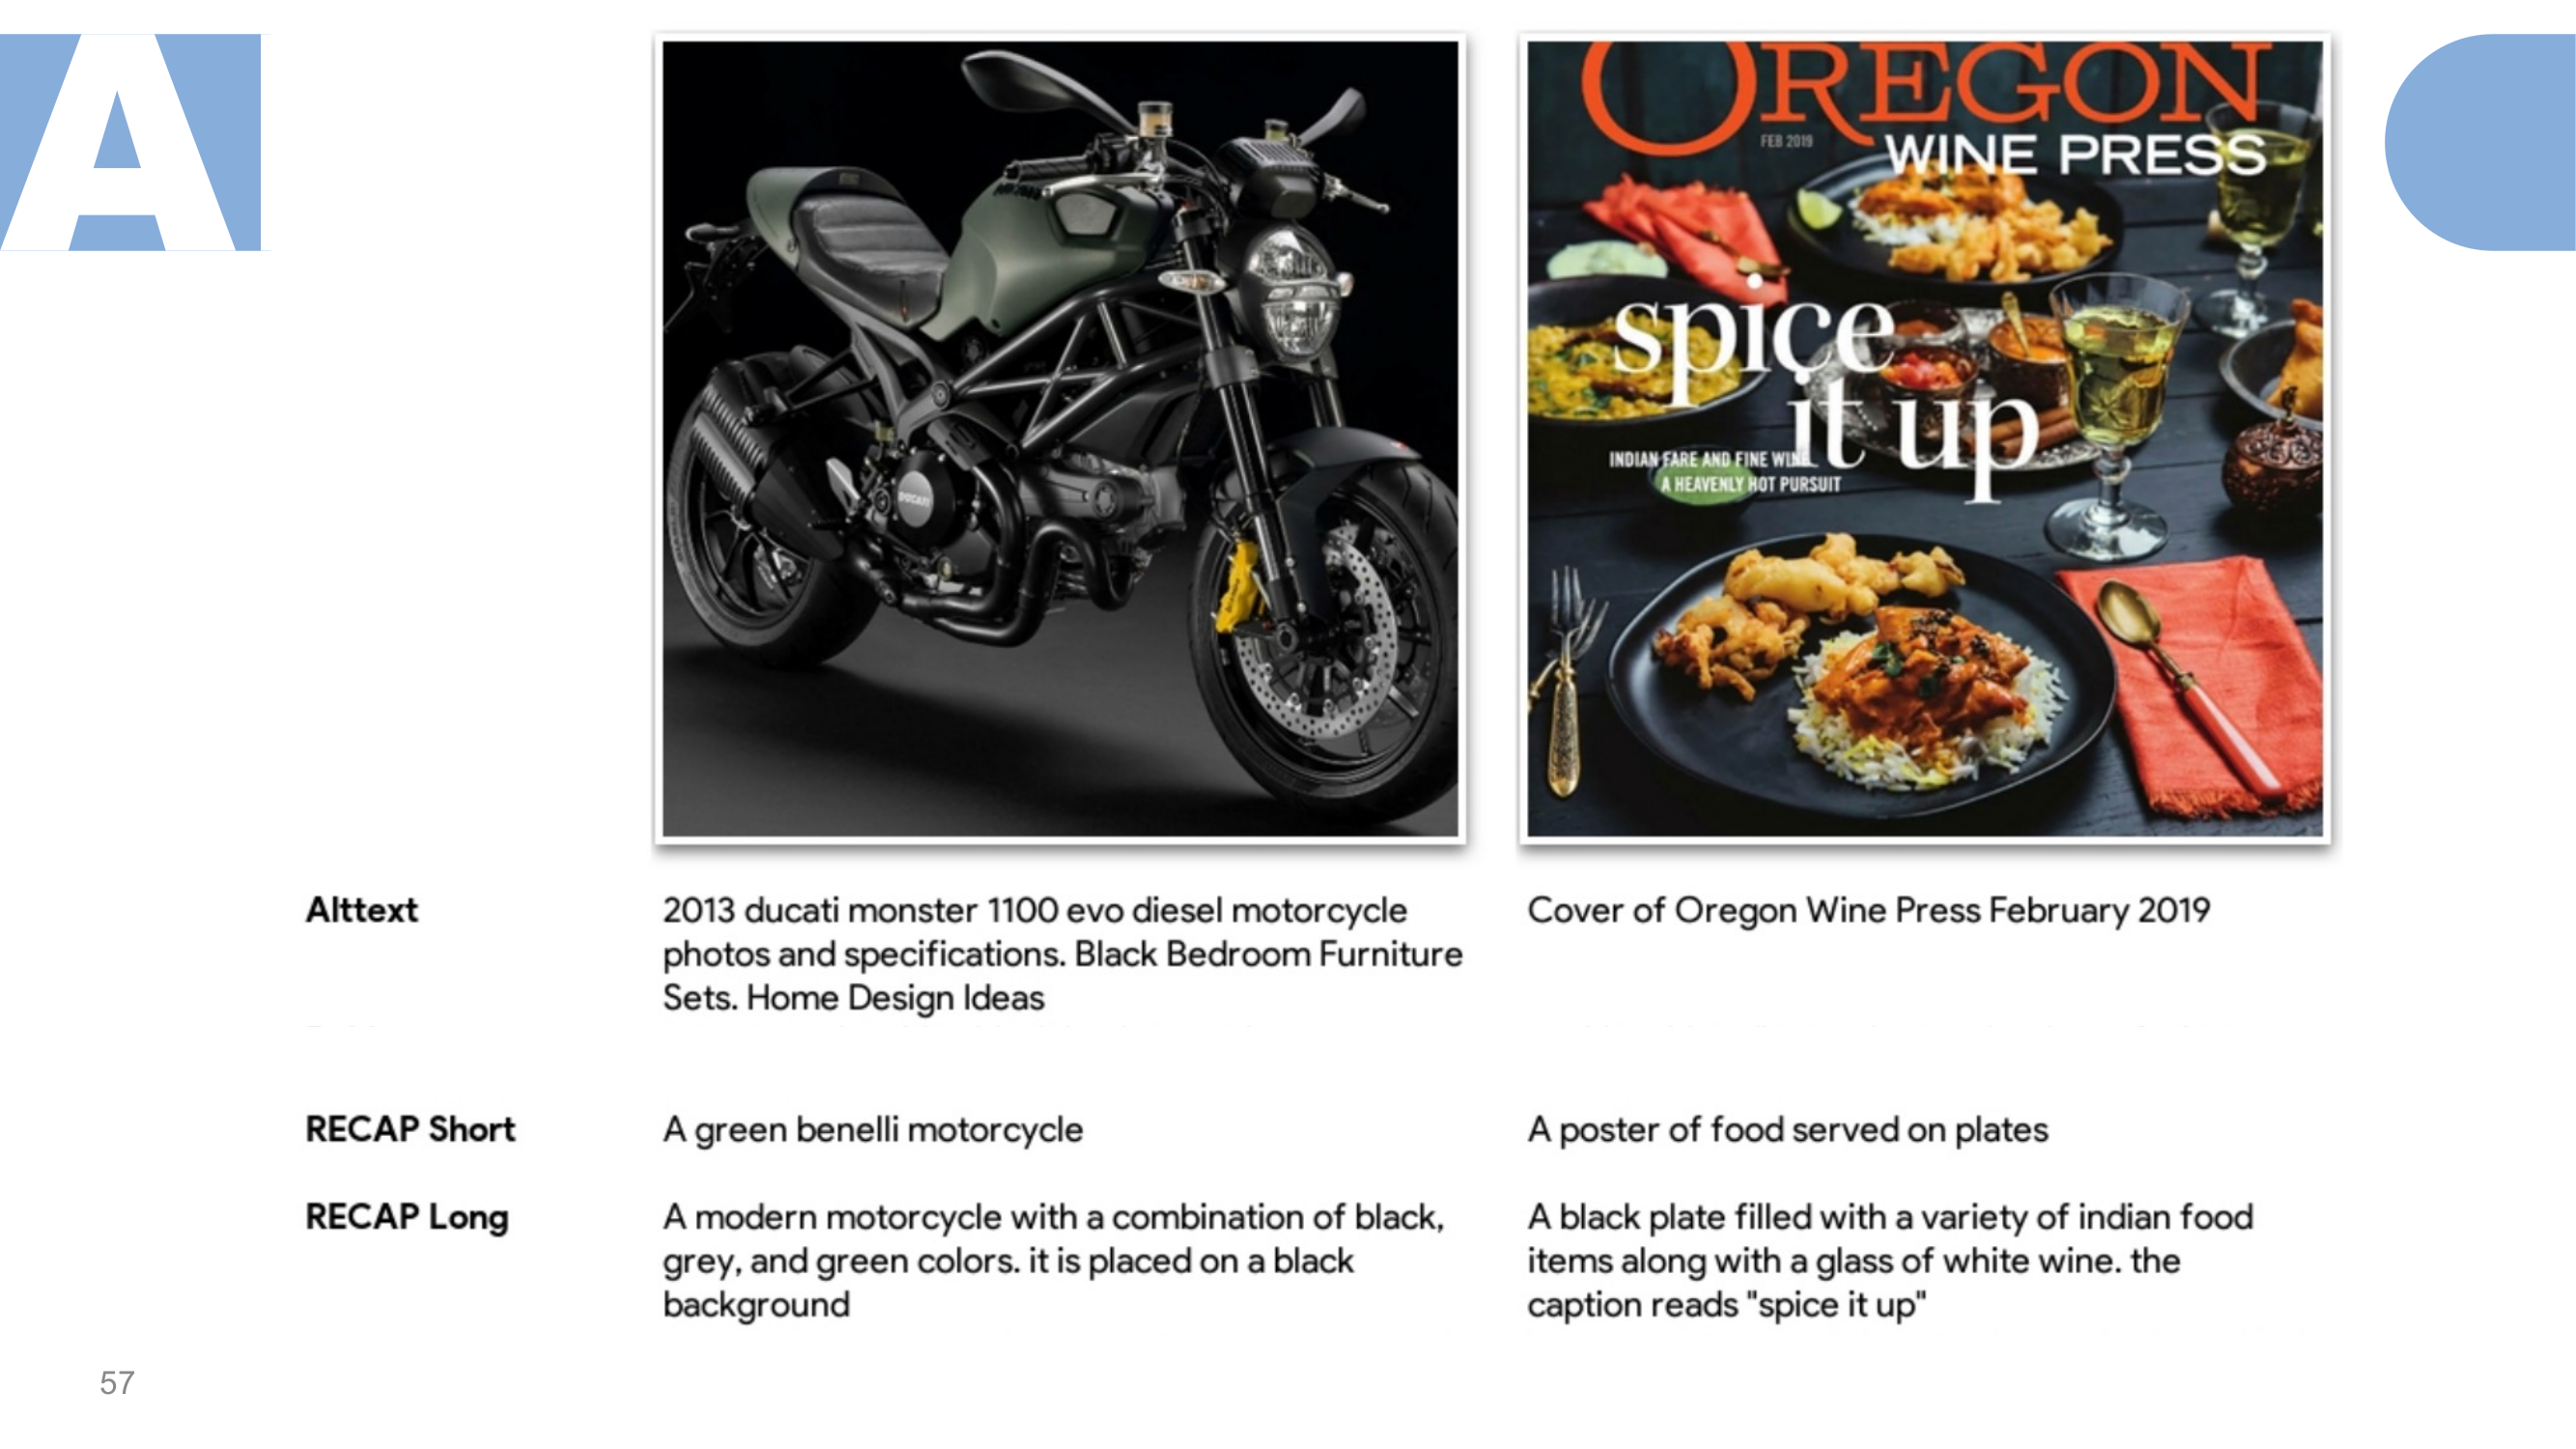 A
OREGON
FEB 2019
WINE PRESS
spice
it up
INDIAN FARE AND FINE WINE
A HEAVENLY HOT PURSUIT
DUCATI
Alttext
2013 ducati monster 1100 evo diesel motorcycle
photos and specifications. Black Bedroom Furniture
Sets. Home Design Ideas
Cover of Oregon Wine Press February 2019
RECAP Short
A green benelli motorcycle
A poster of food served on plates
RECAP Long
A modern motorcycle with a combination of black,
grey, and green colors. it is placed on a black
background
A black plate filled with a variety of indian food
items along with a glass of white wine. the
caption reads "spice it up"
57